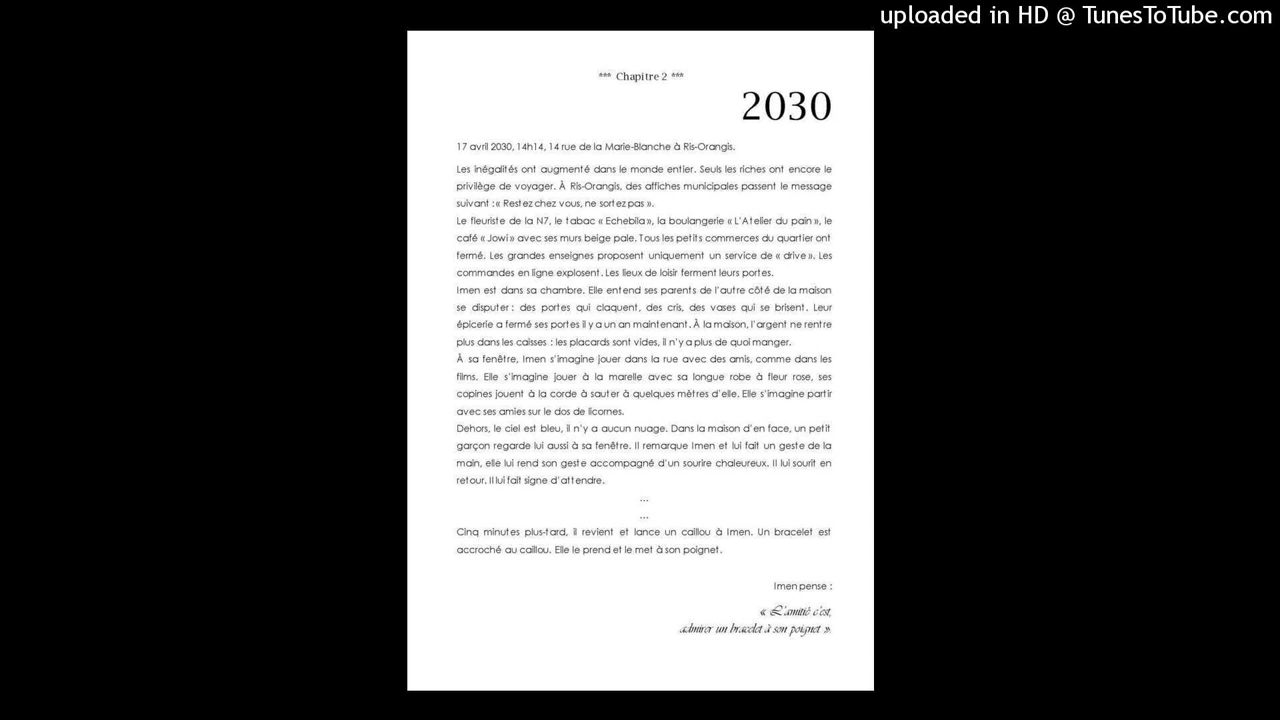 uploaded in HD @ TunesToTube.com
*** Chapitre 2 ***
2030
17 avril 2030, 14h14, 14 rue de la Marie-Blanche à Ris-Orangis.
Les inégalités ont augmenté dans le monde entier. Seuls les riches ont encore le
privilège de voyager. À Ris-Orangis, des affiches municipales passent le message
suivant : « Restez chez vous, ne sortez pas ».
Le fleuriste de la N7, le tabac « Echebila », la boulangerie « L'Atelier du pain », le
café « Jowi » avec ses murs beige pale. Tous les petits commerces du quartier ont
fermé. Les grandes enseignes proposent uniquement un service de « drive ». Les
commandes en ligne explosent. Les lieux de loisir ferment leurs portes.
Imen est dans sa chambre. Elle entend ses parents de l'autre côté de la maison
se disputer : des portes qui claquent, des cris, des vases qui se brisent. Leur
épicerie a fermé ses portes il y a un an maintenant. À la maison, l'argent ne rentre
plus dans les caisses : les placards sont vides, il n'y a plus de quoi manger.
À sa fenêtre, Imen s'imagine jouer dans la rue avec des amis, comme dans les
films. Elle s'imagine jouer à la marelle avec sa longue robe à fleur rose, ses
copines jouent à la corde à sauter à quelques mètres d'elle. Elle s'imagine partir
avec ses amies sur le dos de licornes.
Dehors, le ciel est bleu, il n'y a aucun nuage. Dans la maison d'en face, un petit
garçon regarde lui aussi à sa fenêtre. Il remarque Imen et lui fait un geste de la
main, elle lui rend son geste accompagné d'un sourire chaleureux. Il lui sourit en
retour. Il lui fait signe d'attendre.
...
...
Cinq minutes plus-tard, il revient et lance un caillou à Imen. Un bracelet est
accroché au caillou. Elle le prend et le met à son poignet.
Imen pense :
« L'amitié c'est,
admirer un bracelet à son poignet ».